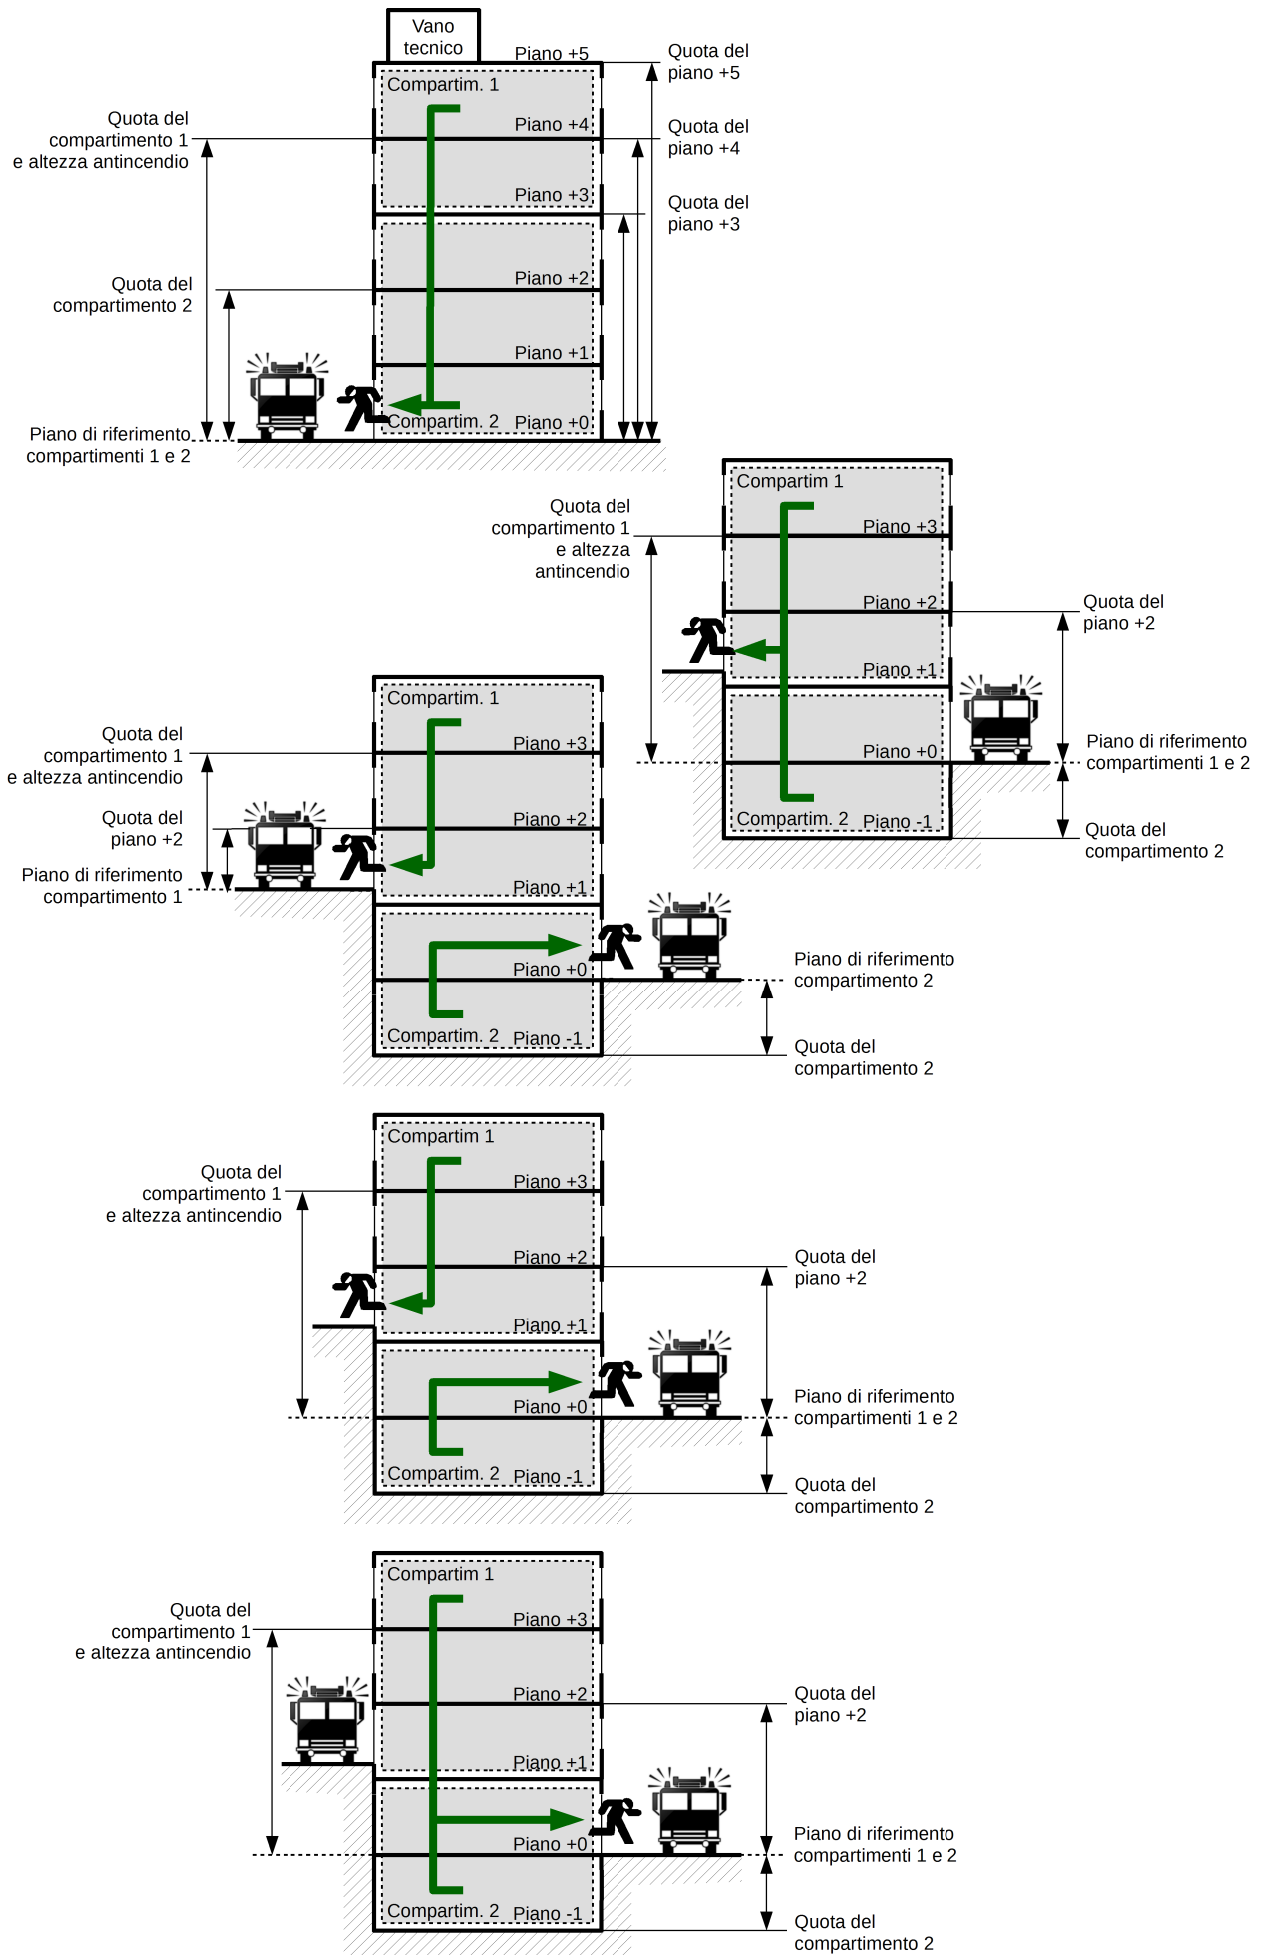 Vano
tecnico
Piano +5
Quota del
piano +5
Compartim. 1
Quota del
compartimento 1
e altezza antincendio
Piano +4
Quota del
piano +4
Piano +3
Quota del
piano +3
Quota del
compartimento 2
Piano +2
Piano +1
Compartim. 2
Piano +0
Piano di riferimento
compartimenti 1 e 2
Compartim 1
Quota del
compartimento 1
e altezza
antincendio
Piano +3
Piano +2
Quota del
piano +2
Piano +1
Piano +0
Piano di riferimento
compartimenti 1 e 2
Compartim. 2
Piano -1
Quota del
compartimento 2
Compartim. 1
Quota del
compartimento 1
e altezza antincendio
Piano +3
Quota del
piano +2
Piano +2
Piano di riferimento
compartimento 1
Piano +1
Piano +0
Piano di riferimento
compartimento 2
Compartim. 2
Piano -1
Quota del
compartimento 2
Compartim 1
Quota del
compartimento 1
e altezza antincendio
Piano +3
Piano +2
Quota del
piano +2
Piano +1
Piano +0
Piano di riferimento
compartimenti 1 e 2
Compartim. 2
Piano -1
Quota del
compartimento 2
Compartim 1
Quota del
compartimento 1
e altezza antincendio
Piano +3
Piano +2
Quota del
piano +2
Piano +1
Piano +0
Piano di riferimento
compartimenti 1 e 2
Compartim. 2
Piano -1
Quota del
compartimento 2